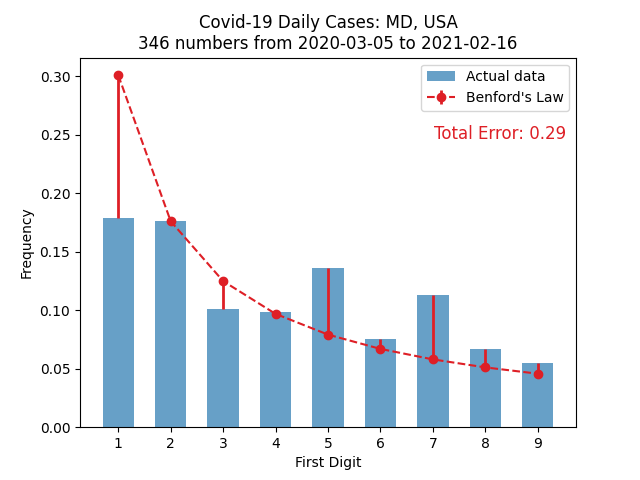 Covid-19 Daily Cases: MD, USA
346 numbers from 2020-03-05 to 2021-02-16
Actual data
Benford's Law
Total Error: 0.29
0.30
0.25
0.20
0.15
0.10
0.05
0.00
Frequency
1 2 3 4 5 6 7 8 9
First Digit